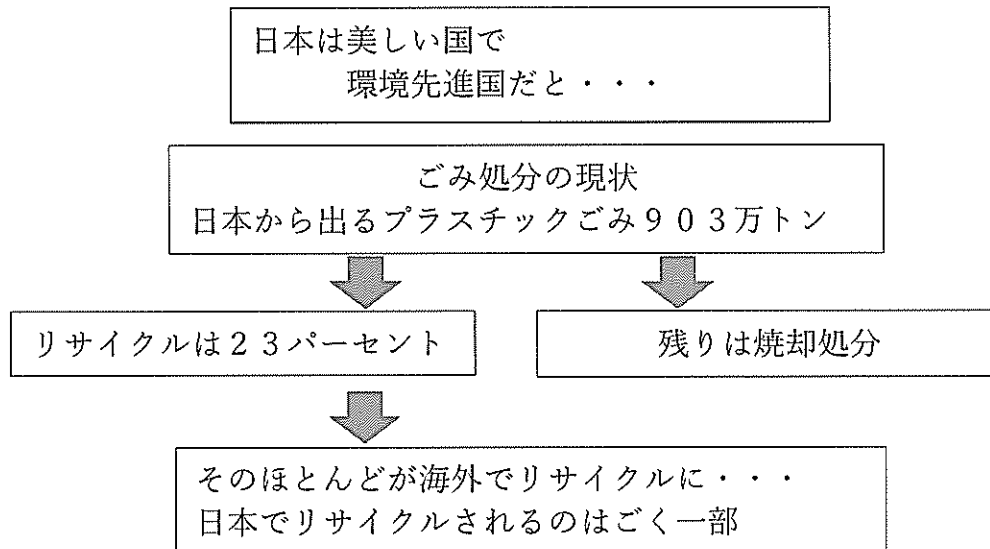 日本は美しい国で
環境先進国だと・・・
ごみ処分の現状
日本から出るプラスチックごみ９０３万トン
リサイクルは２３パーセント
残りは焼却処分
そのほとんどが海外でリサイクルに・・・
日本でリサイクルされるのはごく一部